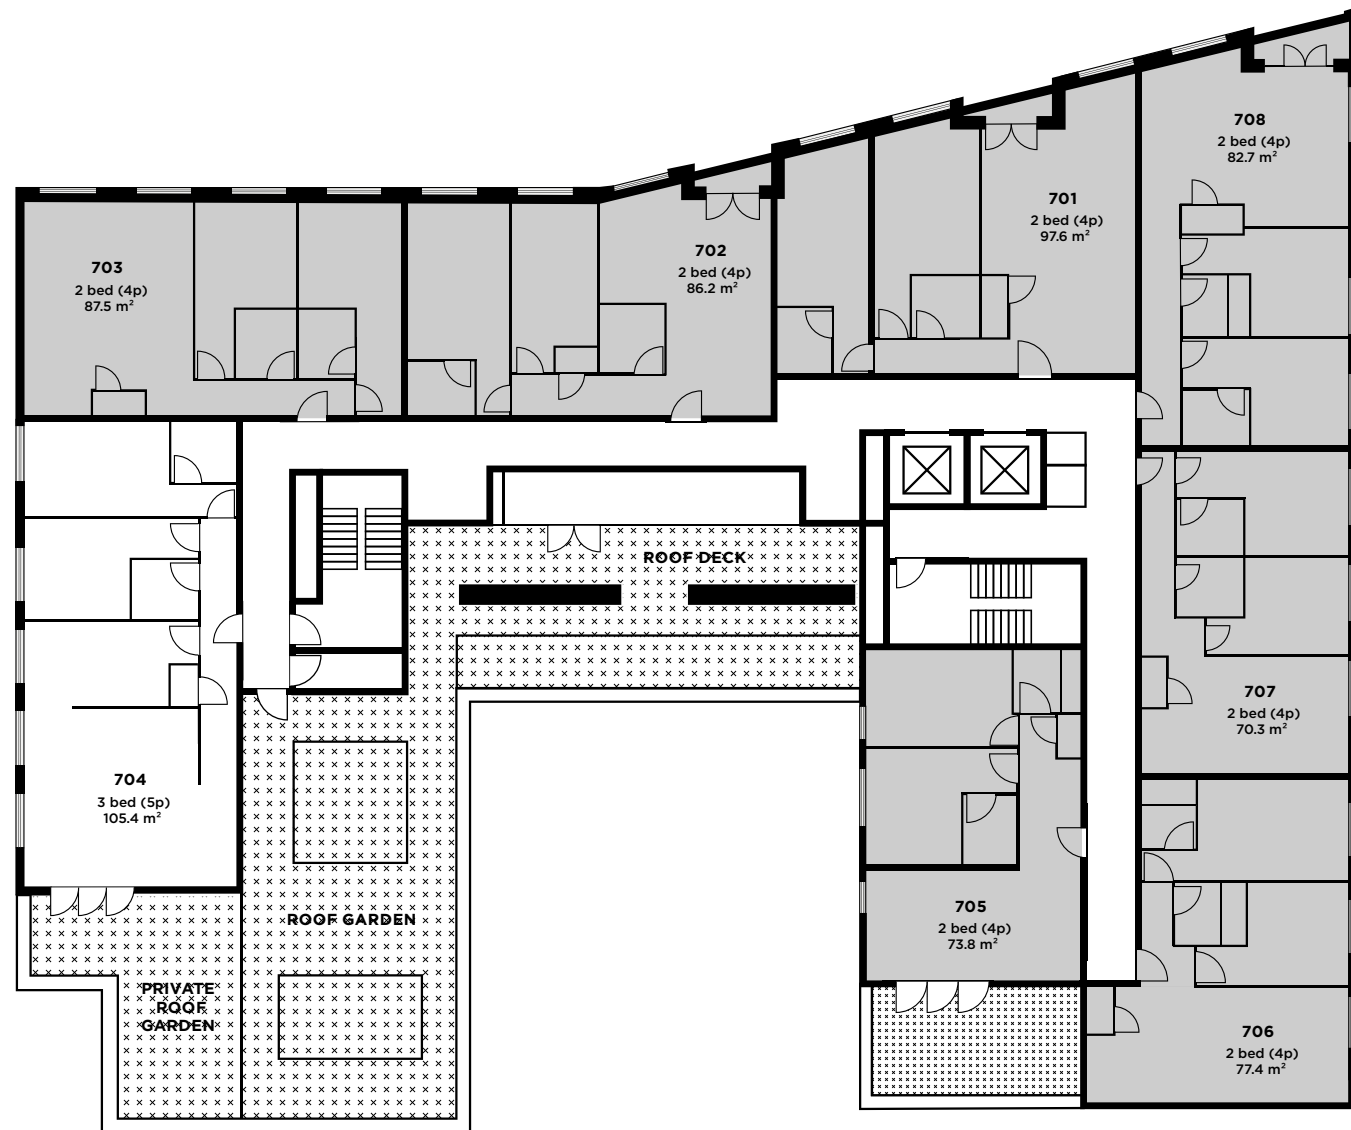 708
2 bed (4p)
82.7 m²
701
2 bed (4p)
97.6 m²
702
2 bed (4p)
86.2 m²
703
2 bed (4p)
87.5 m²
ROOF DECK
707
2 bed (4p)
70.3 m²
704
3 bed (5p)
105.4 m²
ROOF GARDEN
705
2 bed (4p)
73.8 m²
PRIVATE
ROOF
GARDEN
706
2 bed (4p)
77.4 m²